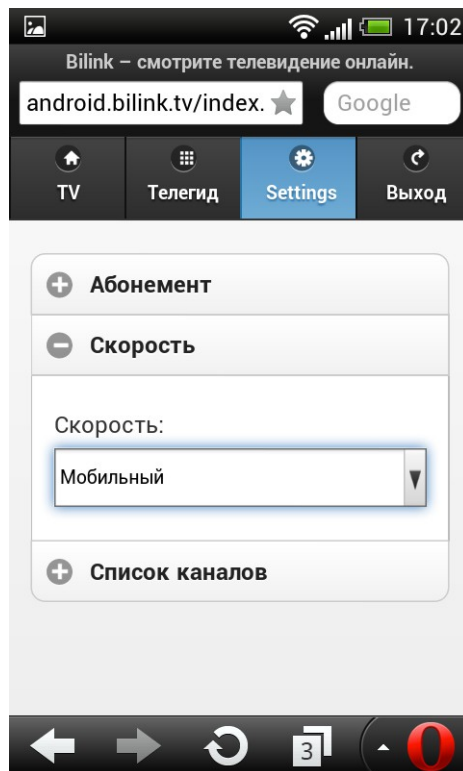 17:02
Bilink – смотрите телевидение онлайн.
android.bilink.tv/index. Google
TV Телегид Settings Выход
Абонемент
Скорость
Скорость:
Мобильный
Список каналов
3